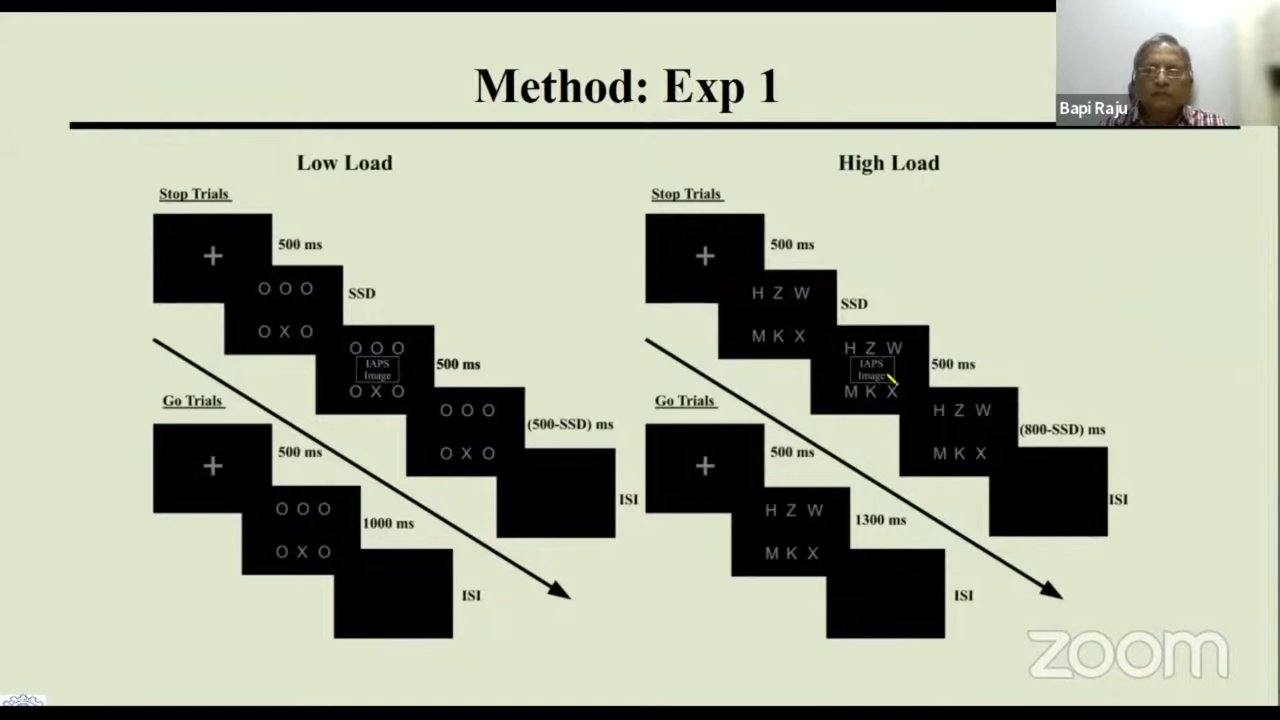 Method: Exp 1
Bapi Raju
Low Load
Stop Trials
+
500 ms
O O O
O X O
SSD
O O O
IAPS
Image
O X O
500 ms
O O O
O X O
(500-SSD) ms
ISI
Go Trials
+
500 ms
O O O
O X O
1000 ms
ISI
High Load
Stop Trials
+
500 ms
H Z W
M K X
SSD
H Z W
IAPS
Image
M K X
500 ms
H Z W
M K X
(800-SSD) ms
ISI
Go Trials
+
500 ms
H Z W
M K X
1300 ms
ISI
zoom